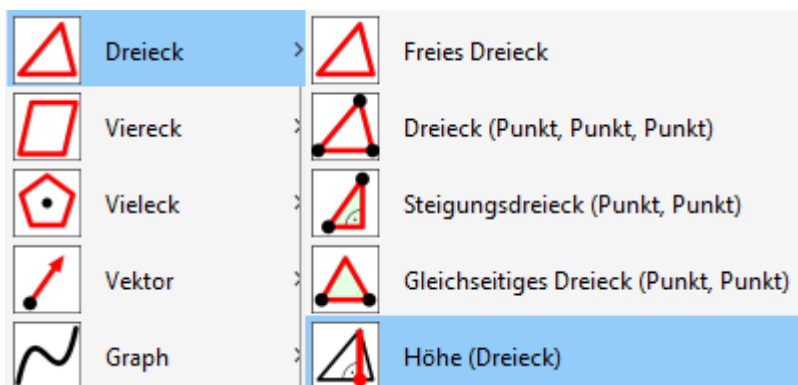 Dreieck
Viereck
Vieleck
Vektor
Graph
Freies Dreieck
Dreieck (Punkt, Punkt, Punkt)
Steigungsdreieck (Punkt, Punkt)
Gleichseitiges Dreieck (Punkt, Punkt)
Höhe (Dreieck)